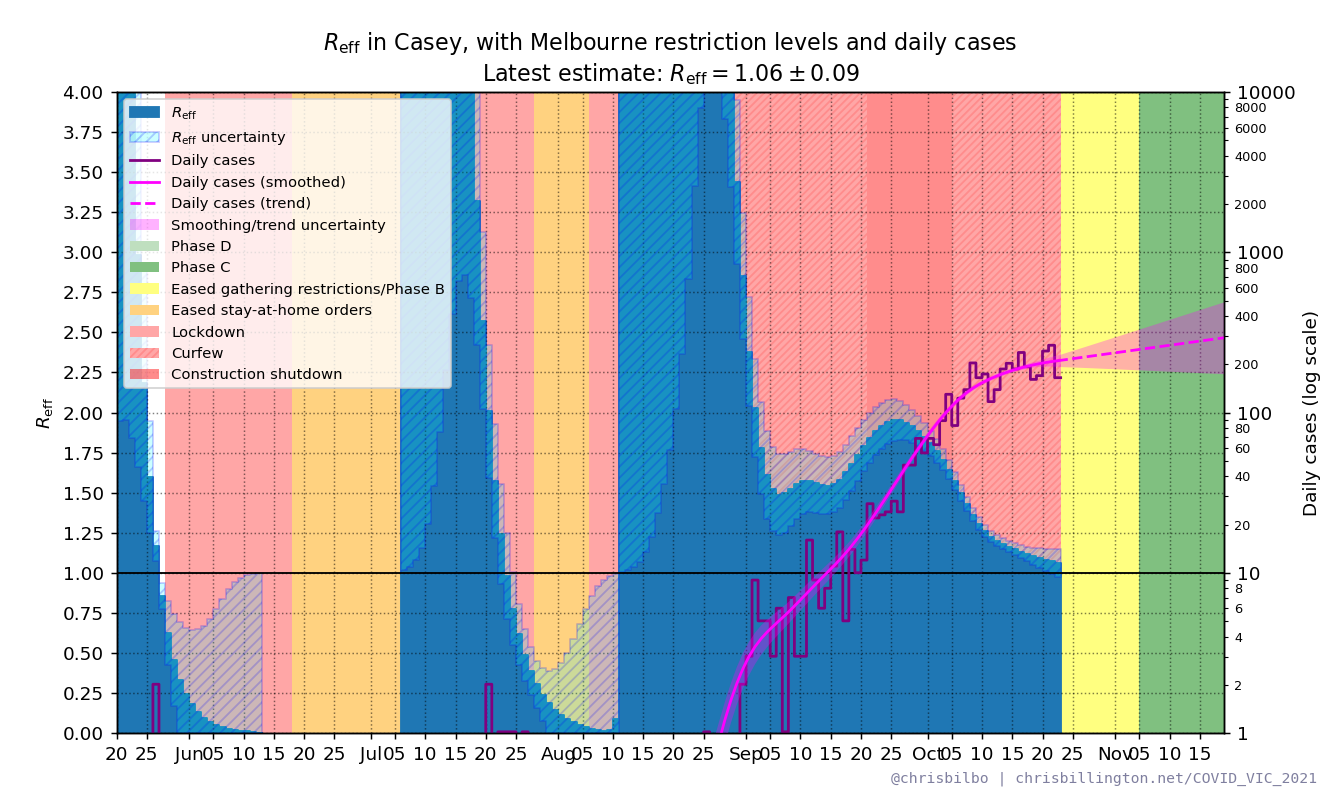 Reff in Casey, with Melbourne restriction levels and daily cases
Latest estimate: Reff = 1.06 ± 0.09
4.00
3.75
3.50
3.25
3.00
2.75
2.50
2.25
2.00
1.75
1.50
1.25
1.00
0.75
0.50
0.25
0.00
Reff
Reff
Reff uncertainty
Daily cases
Daily cases (smoothed)
Daily cases (trend)
Smoothing/trend uncertainty
Phase D
Phase C
Eased gathering restrictions/Phase B
Eased stay-at-home orders
Lockdown
Curfew
Construction shutdown
10000
8000
6000
4000
2000
1000
800
600
400
200
100
80
60
40
20
10
8
6
4
2
1
Daily cases (log scale)
20 25 Jun 05 10 15 20 25 Jul 05 10 15 20 25 Aug 10 15 20 25 Sep 05 10 15 20 25 Oct 05 10 15 20 25 Nov 05 10 15
@chrisbilbo | chrisbillington.net/COVID_VIC_2021